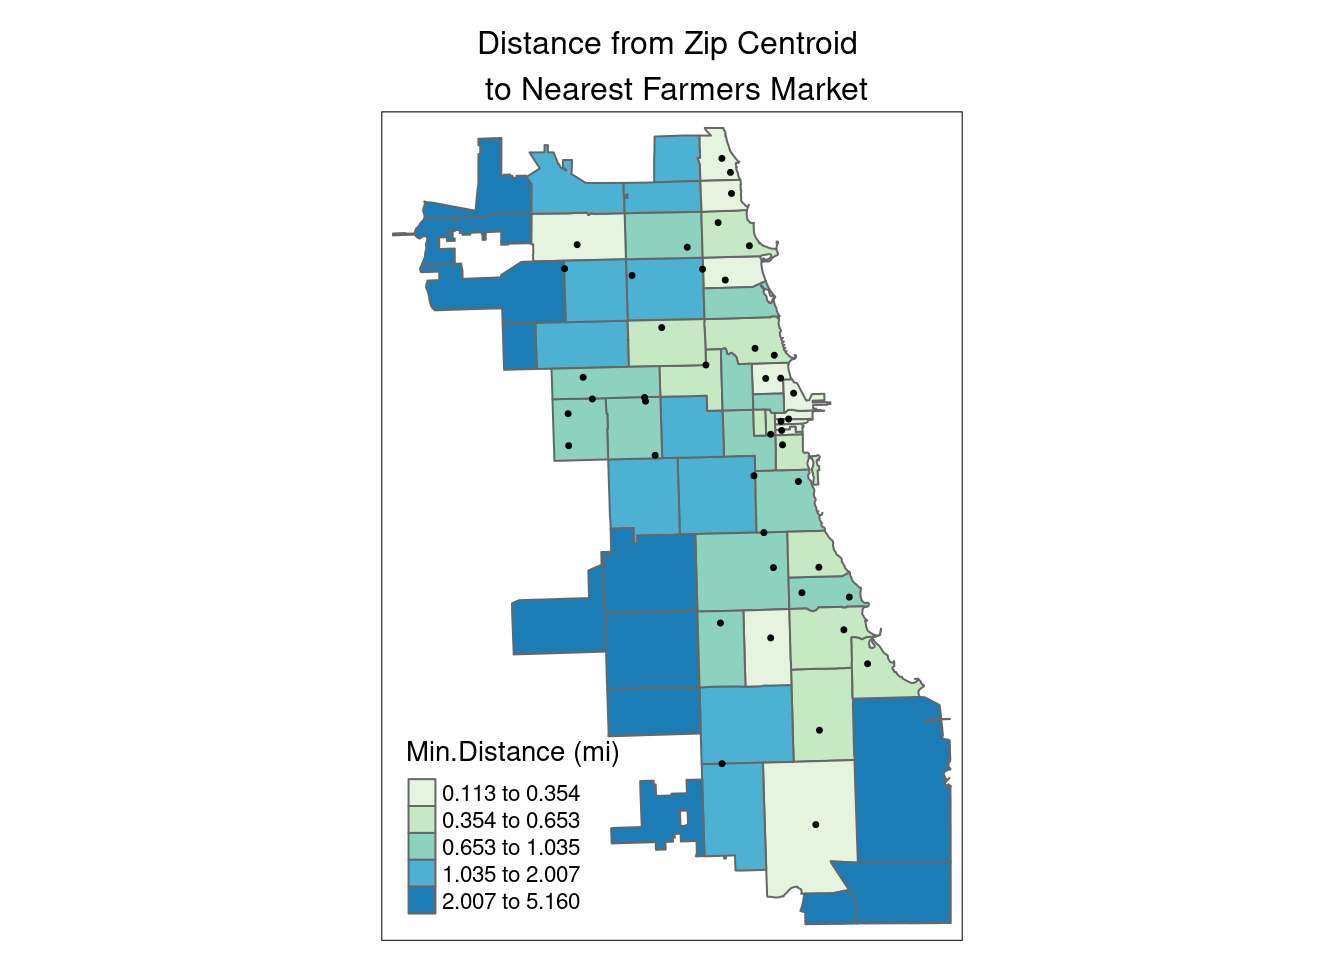 Distance from Zip Centroid
to Nearest Farmers Market
Min.Distance (mi)
0.113 to 0.354
0.354 to 0.653
0.653 to 1.035
1.035 to 2.007
2.007 to 5.160